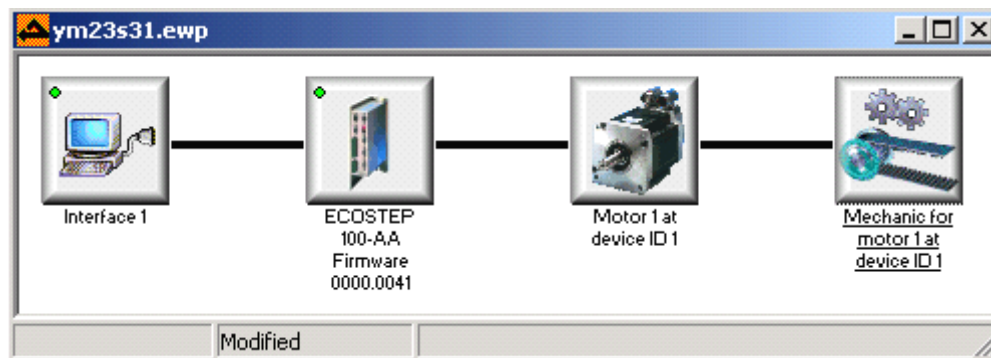 ym23s31.ewp
Interface 1
ECOSTEP
100-AA
Firmware
0000.0041
Motor 1 at
device ID 1
Mechanic for
motor 1 at
device ID 1
Modified